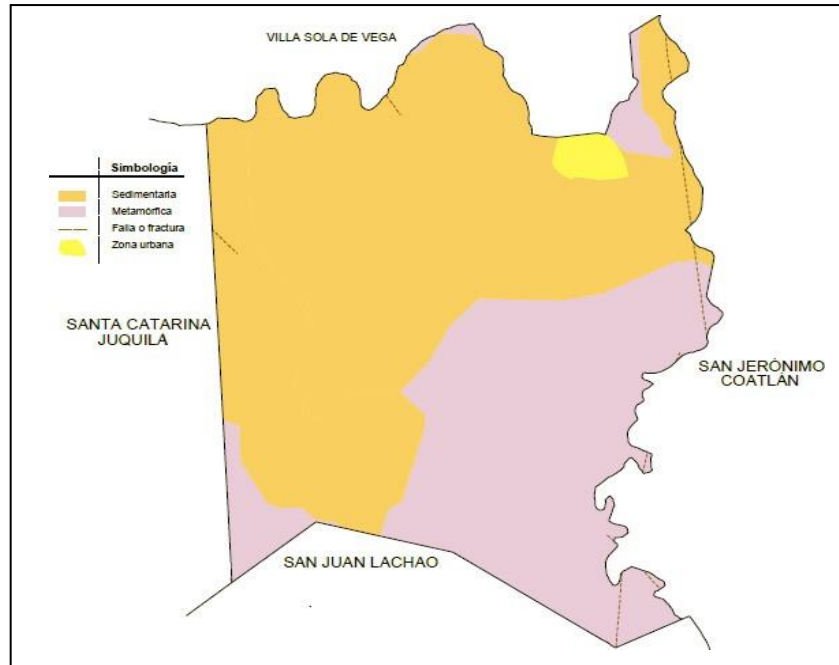 VILLA SOLA DE VEGA
Simbología
Sedimentaria
Metamórfica
Falla o fractura
Zona urbana
SANTA CATARINA
JUQUILA
SAN JERÓNIMO
COATLÁN
SAN JUAN LACHAO